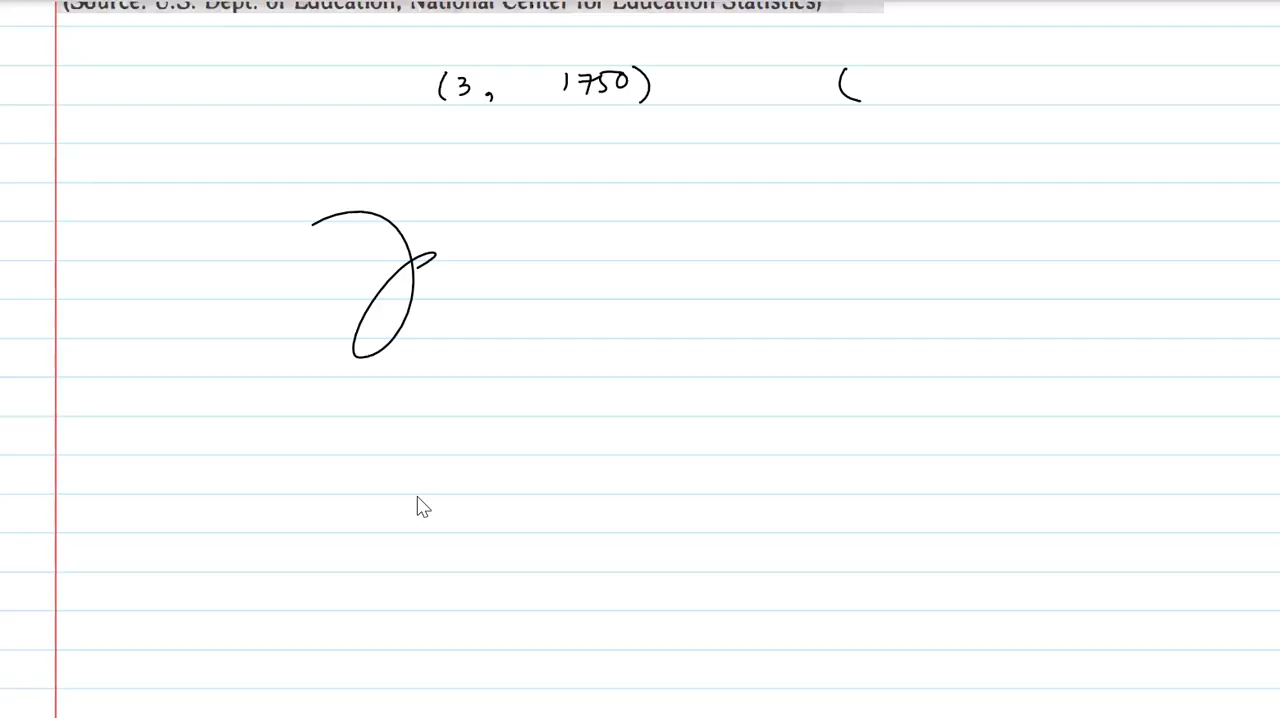 (Source: U.S. Dept. of Education, National Center for Education Statistics)
(3, 1750) (